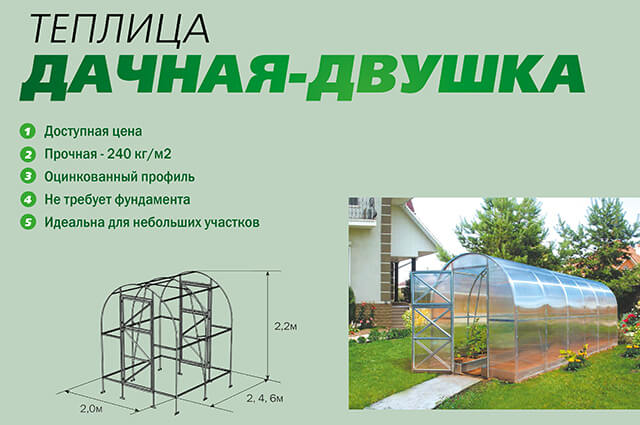 ТЕПЛИЦА
ДАЧНАЯ-ДВУШКА
1 Доступная цена
2 Прочная - 240 кг/м2
3 Оцинкованный профиль
4 Не требует фундамента
5 Идеальна для небольших участков
2,2м
2,0м
2, 4, 6м